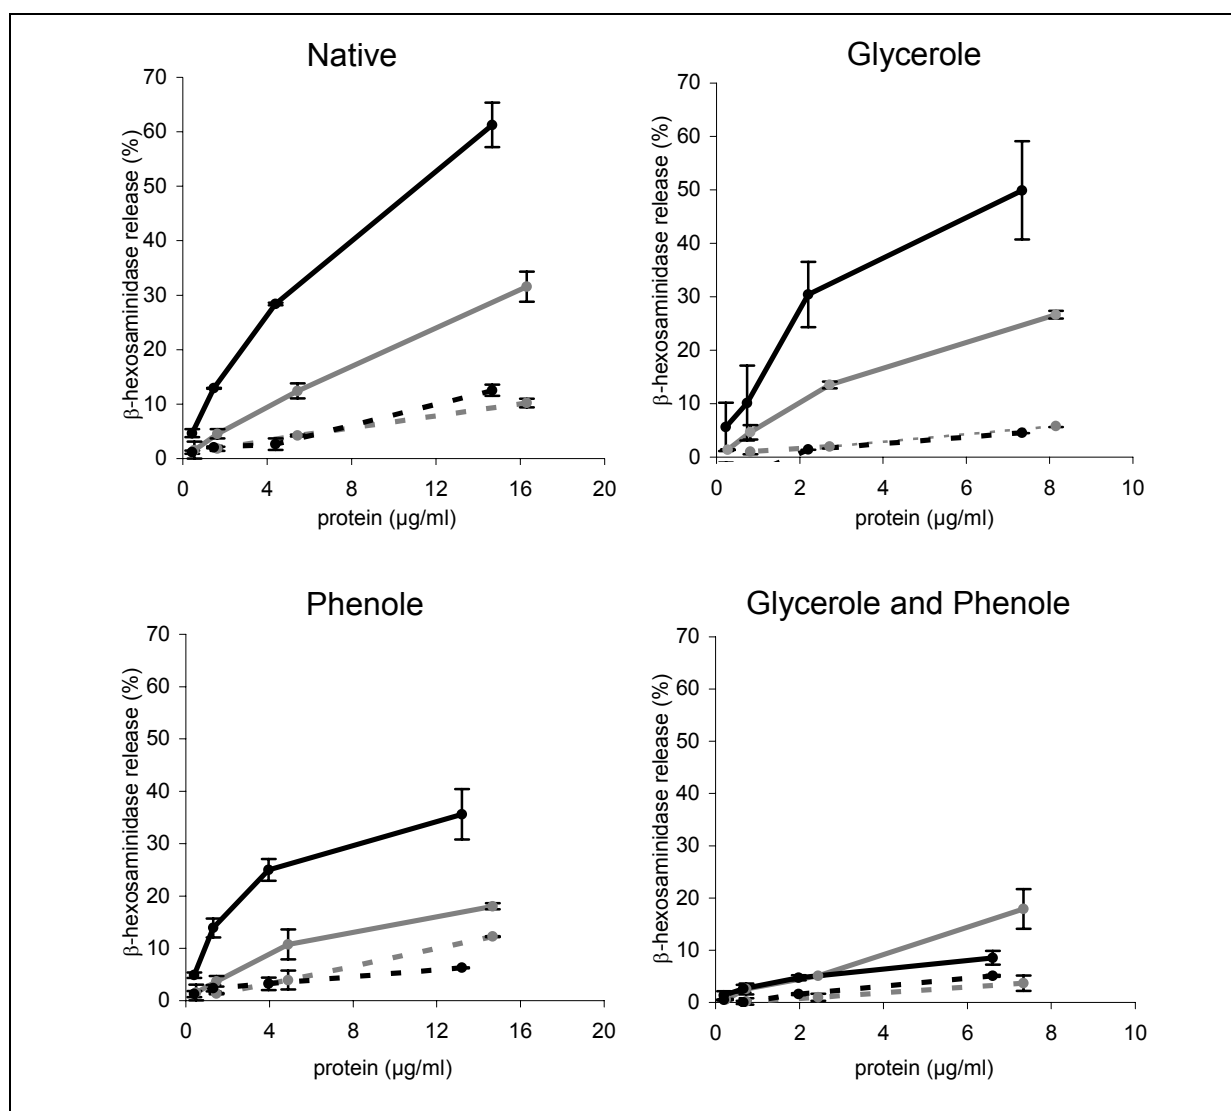 Native
β-hexosaminidase release (%)
70
60
50
40
30
20
10
0
0 4 8 12 16 20
protein (µg/ml)
Glycerole
β-hexosaminidase release (%)
70
60
50
40
30
20
10
0
0 2 4 6 8 10
protein (µg/ml)
Phenole
β-hexosaminidase release (%)
70
60
50
40
30
20
10
0
0 4 8 12 16 20
protein (µg/ml)
Glycerole and Phenole
β-hexosaminidase release (%)
70
60
50
40
30
20
10
0
0 2 4 6 8 10
protein (µg/ml)